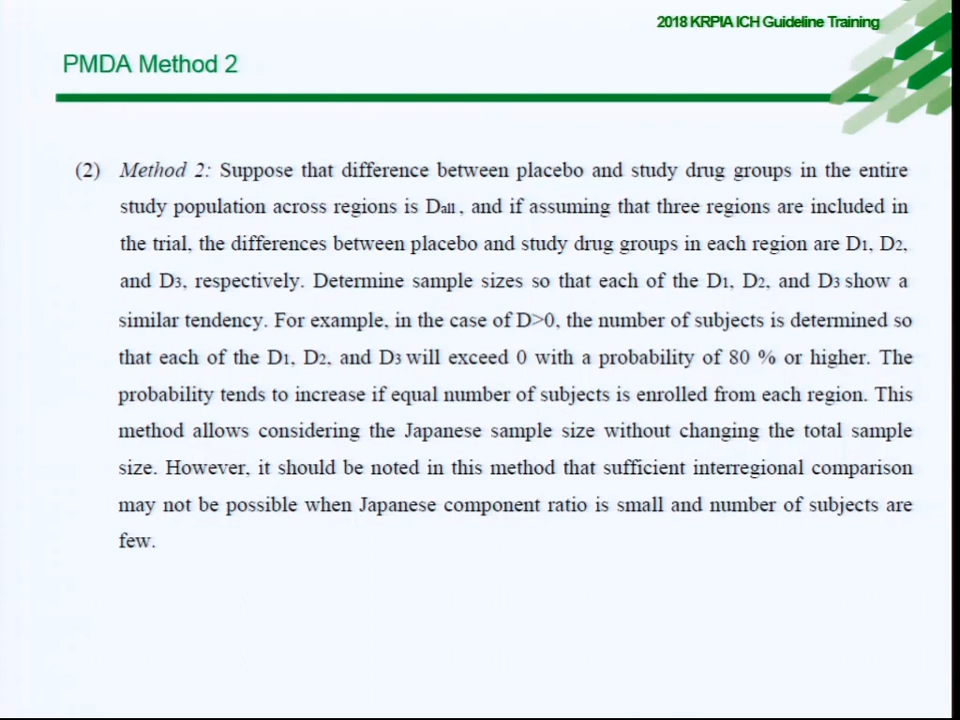 2018 KRPIA ICH Guideline Training
PMDA Method 2
(2) Method 2: Suppose that difference between placebo and study drug groups in the entire
study population across regions is Dall , and if assuming that three regions are included in
the trial, the differences between placebo and study drug groups in each region are D1, D2,
and D3, respectively. Determine sample sizes so that each of the D1, D2, and D3 show a
similar tendency. For example, in the case of D>0, the number of subjects is determined so
that each of the D1, D2, and D3 will exceed 0 with a probability of 80 % or higher. The
probability tends to increase if equal number of subjects is enrolled from each region. This
method allows considering the Japanese sample size without changing the total sample
size. However, it should be noted in this method that sufficient interregional comparison
may not be possible when Japanese component ratio is small and number of subjects are
few.